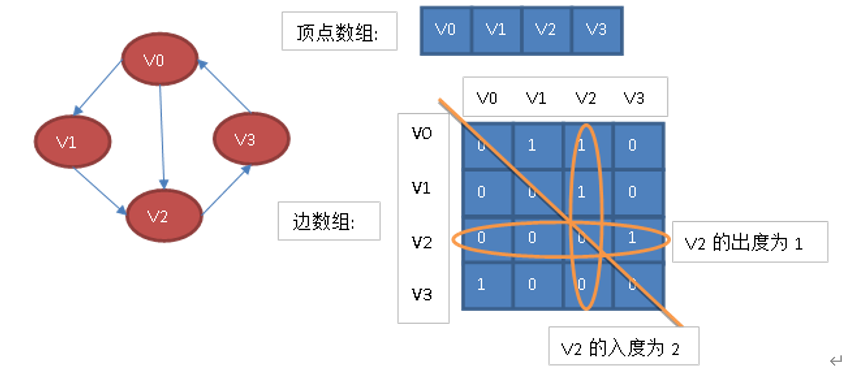 顶点数组: V0 V1 V2 V3
V0
V1
V3
V2
边数组:
V0 V1 V2 V3
V0 0 1 1 0
V1 0 0 1 0
V2 0 0 0 1
V3 1 0 0 0
V2 的出度为 1
V2 的入度为 2